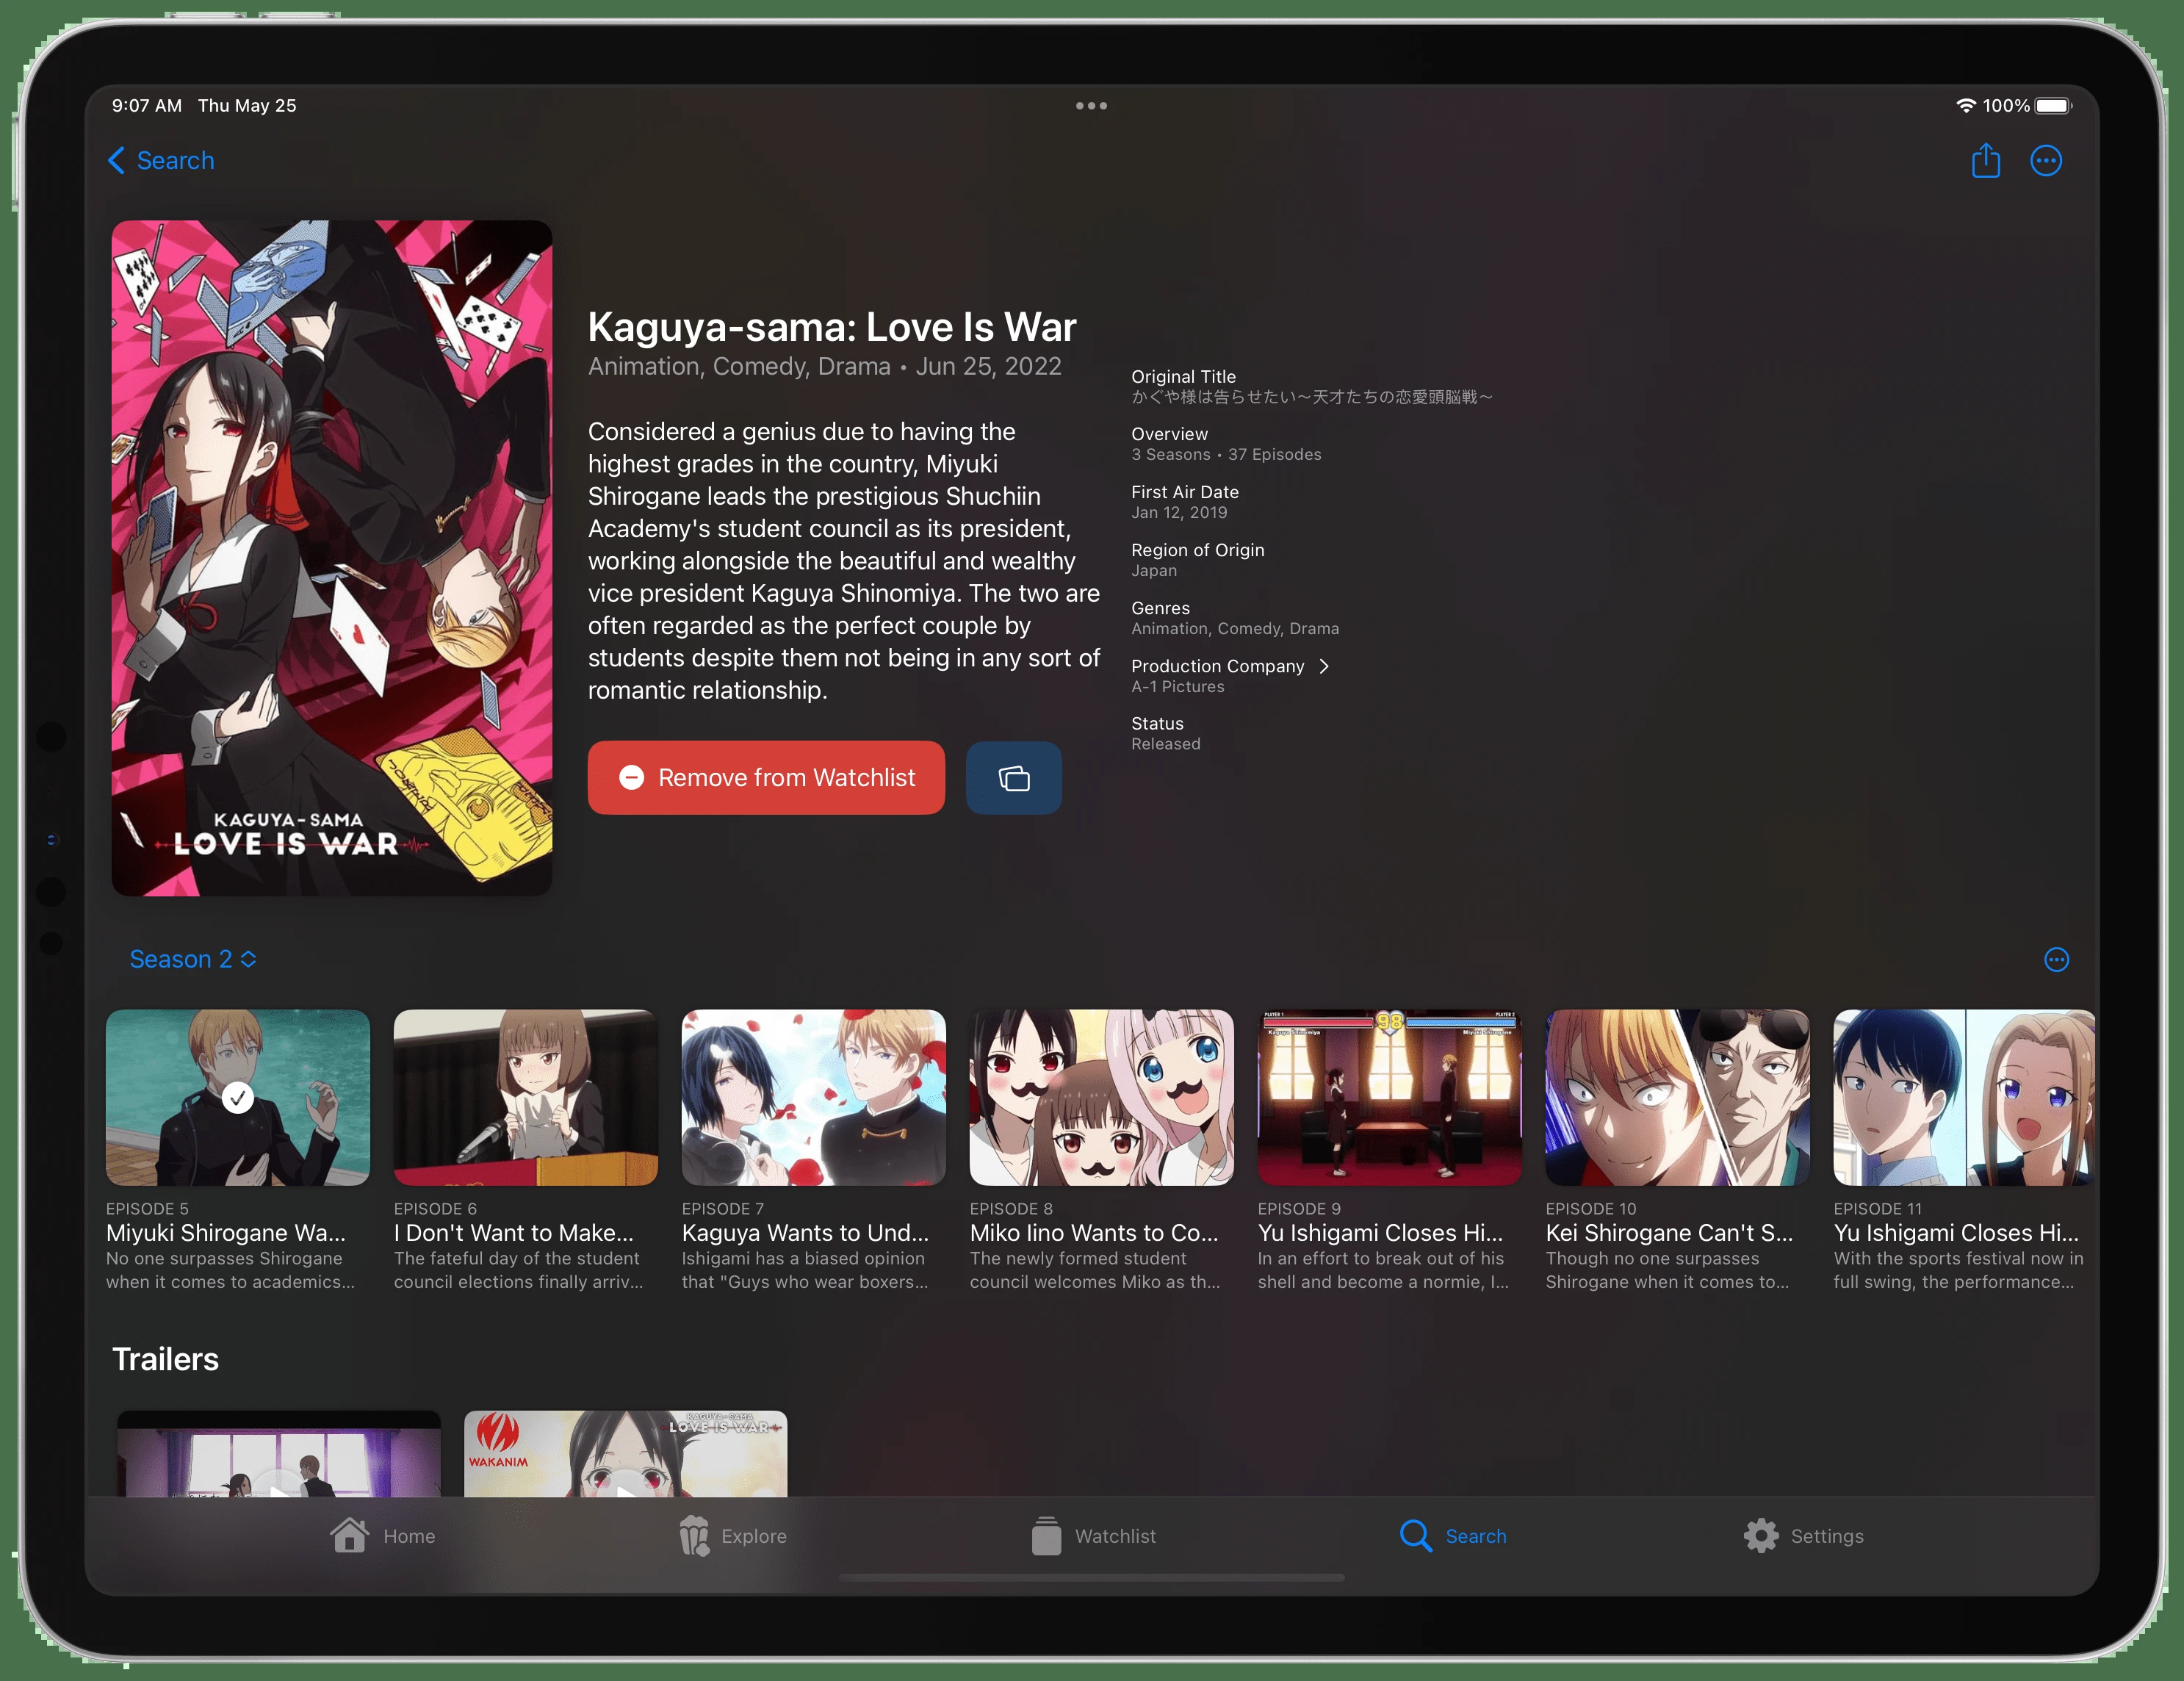 9:07 AM Thu May 25
100%
Search
Kaguya-sama: Love Is War
Animation, Comedy, Drama • Jun 25, 2022
Considered a genius due to having the
highest grades in the country, Miyuki
Shirogane leads the prestigious Shuchiin
Academy's student council as its president,
working alongside the beautiful and wealthy
vice president Kaguya Shinomiya. The two are
often regarded as the perfect couple by
students despite them not being in any sort of
romantic relationship.
Remove from Watchlist
Original Title
かぐや様は告らせたい～天才たちの恋愛頭脳戦～
Overview
3 Seasons • 37 Episodes
First Air Date
Jan 12, 2019
Region of Origin
Japan
Genres
Animation, Comedy, Drama
Production Company
A-1 Pictures
Status
Released
KAGUYA-SAMA
LOVE IS WAR
Season 2
PLAYER 1
98
PLAYER 2
Kaguya Shinomiya
Miyuki Shirogane
EPISODE 5
Miyuki Shirogane Wa...
No one surpasses Shirogane
when it comes to academics...
EPISODE 6
I Don't Want to Make...
The fateful day of the student
council elections finally arriv...
EPISODE 7
Kaguya Wants to Und...
Ishigami has a biased opinion
that "Guys who wear boxers...
EPISODE 8
Miko Iino Wants to Co...
The newly formed student
council welcomes Miko as th...
EPISODE 9
Yu Ishigami Closes Hi...
In an effort to break out of his
shell and become a normie, I...
EPISODE 10
Kei Shirogane Can't S...
Though no one surpasses
Shirogane when it comes to...
EPISODE 11
Yu Ishigami Closes Hi...
With the sports festival now in
full swing, the performance...
Trailers
WAKANIM
KAGUYA-SAMA
LOVE IS WAR
Home
Explore
Watchlist
Search
Settings